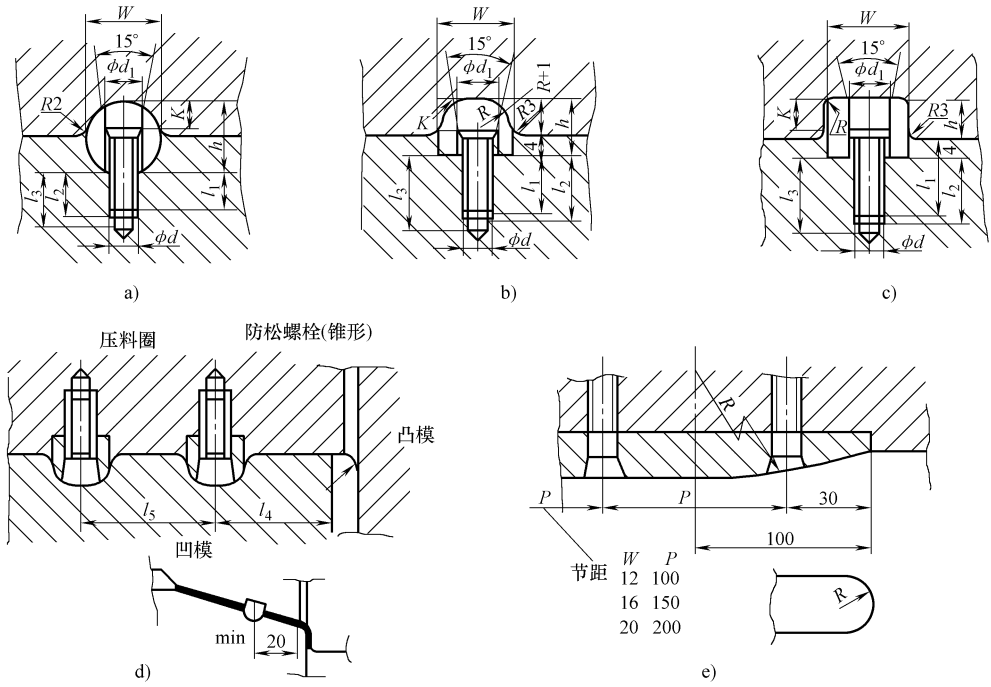 W
15°
ϕd1
R2
K
h
l3
l2
l1
ϕd
a)
W
15°
ϕd1
R+1
K
R
R3
h
4
l3
l1
l2
ϕd
b)
W
15°
ϕd1
K
R
R3
h
4
l3
l1
l2
ϕd
c)
压料圈
防松螺栓(锥形)
凸模
l5
l4
凹模
min
20
d)
R
P
P
30
100
节距
W P
12 100
16 150
20 200
R
e)